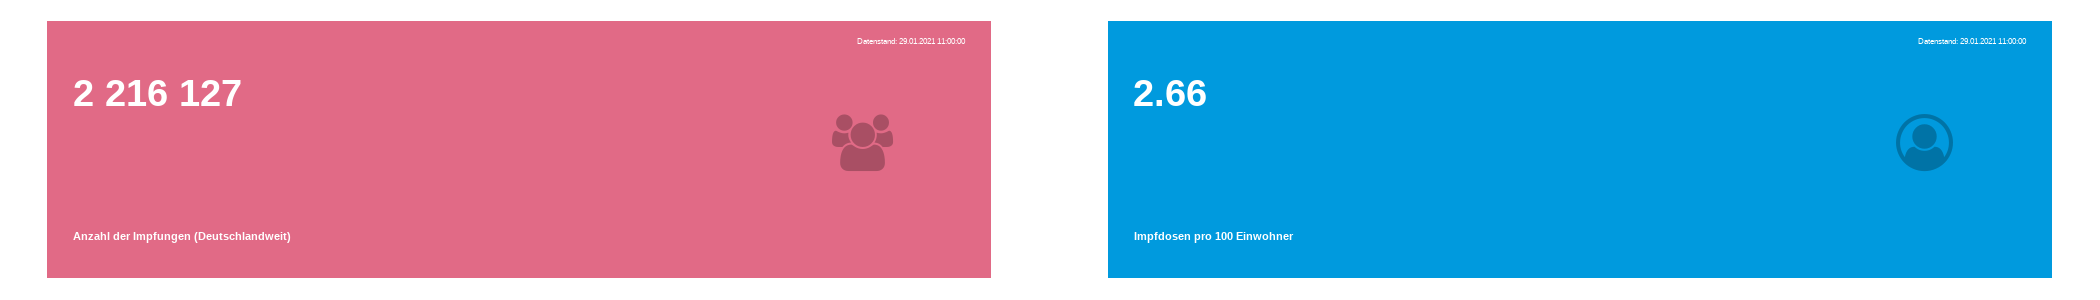 Datenstand: 29.01.2021 11:00:00
2 216 127
Anzahl der Impfungen (Deutschlandweit)
Datenstand: 29.01.2021 11:00:00
2.66
Impfdosen pro 100 Einwohner